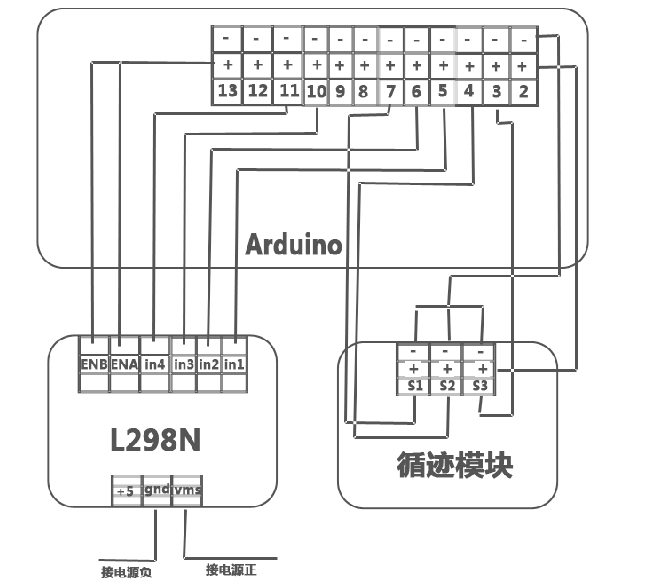 - - - - - - - - - - - -
+ + + + + + + + + + + +
13 12 11 10 9 8 7 6 5 4 3 2
Arduino
ENB ENA in4 in3 in2 in1
L298N
+5 gnd vms
接电源负
接电源正
- - -
+ + +
S1 S2 S3
循迹模块